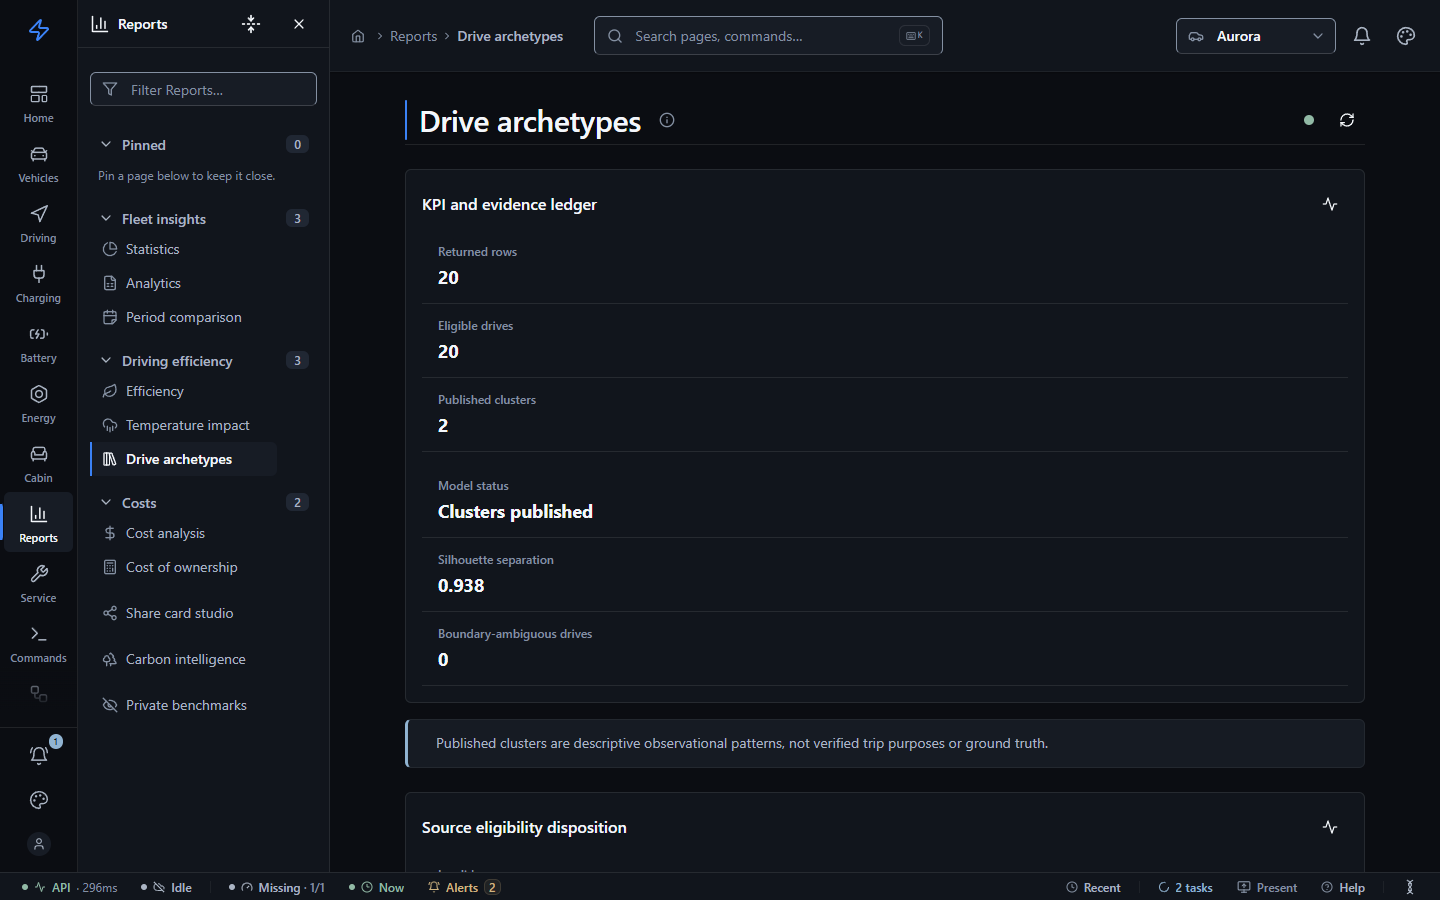 Home
Vehicles
Driving
Charging
Battery
Energy
Cabin
Reports
Service
Commands
1
Reports
Filter Reports...
Pinned 0
Pin a page below to keep it close.
Fleet insights 3
Statistics
Analytics
Period comparison
Driving efficiency 3
Efficiency
Temperature impact
Drive archetypes
Costs 2
Cost analysis
Cost of ownership
Share card studio
Carbon intelligence
Private benchmarks
Reports > Drive archetypes
Search pages, commands... K
Aurora
Drive archetypes
KPI and evidence ledger
Returned rows
20
Eligible drives
20
Published clusters
2
Model status
Clusters published
Silhouette separation
0.938
Boundary-ambiguous drives
0
Published clusters are descriptive observational patterns, not verified trip purposes or ground truth.
Source eligibility disposition
API · 296ms Idle Missing · 1/1 Now Alerts 2 Recent 2 tasks Present Help